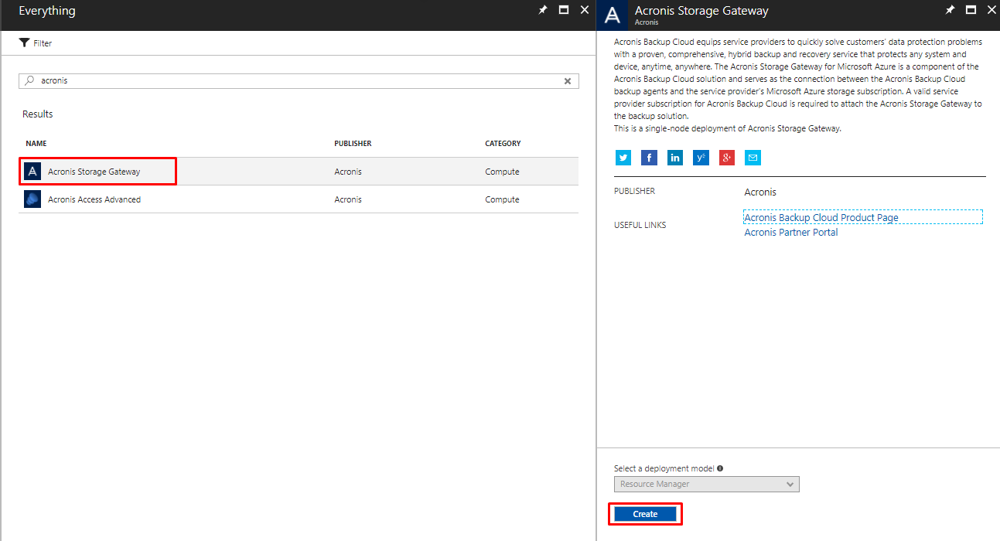 Everything
Filter
acronis
Results
NAME PUBLISHER CATEGORY
Acronis Storage Gateway Acronis Compute
Acronis Access Advanced Acronis Compute
Acronis Storage Gateway
Acronis
Acronis Backup Cloud equips service providers to quickly solve customers' data protection problems
with a proven, comprehensive, hybrid backup and recovery service that protects any system and
device, anytime, anywhere. The Acronis Storage Gateway for Microsoft Azure is a component of the
Acronis Backup Cloud solution and serves as the connection between the Acronis Backup Cloud
backup agents and the service provider's Microsoft Azure storage subscription. A valid service
provider subscription for Acronis Backup Cloud is required to attach the Acronis Storage Gateway to
the backup solution.
This is a single-node deployment of Acronis Storage Gateway.
PUBLISHER Acronis
USEFUL LINKS
Acronis Backup Cloud Product Page
Acronis Partner Portal
Select a deployment model
Resource Manager
Create